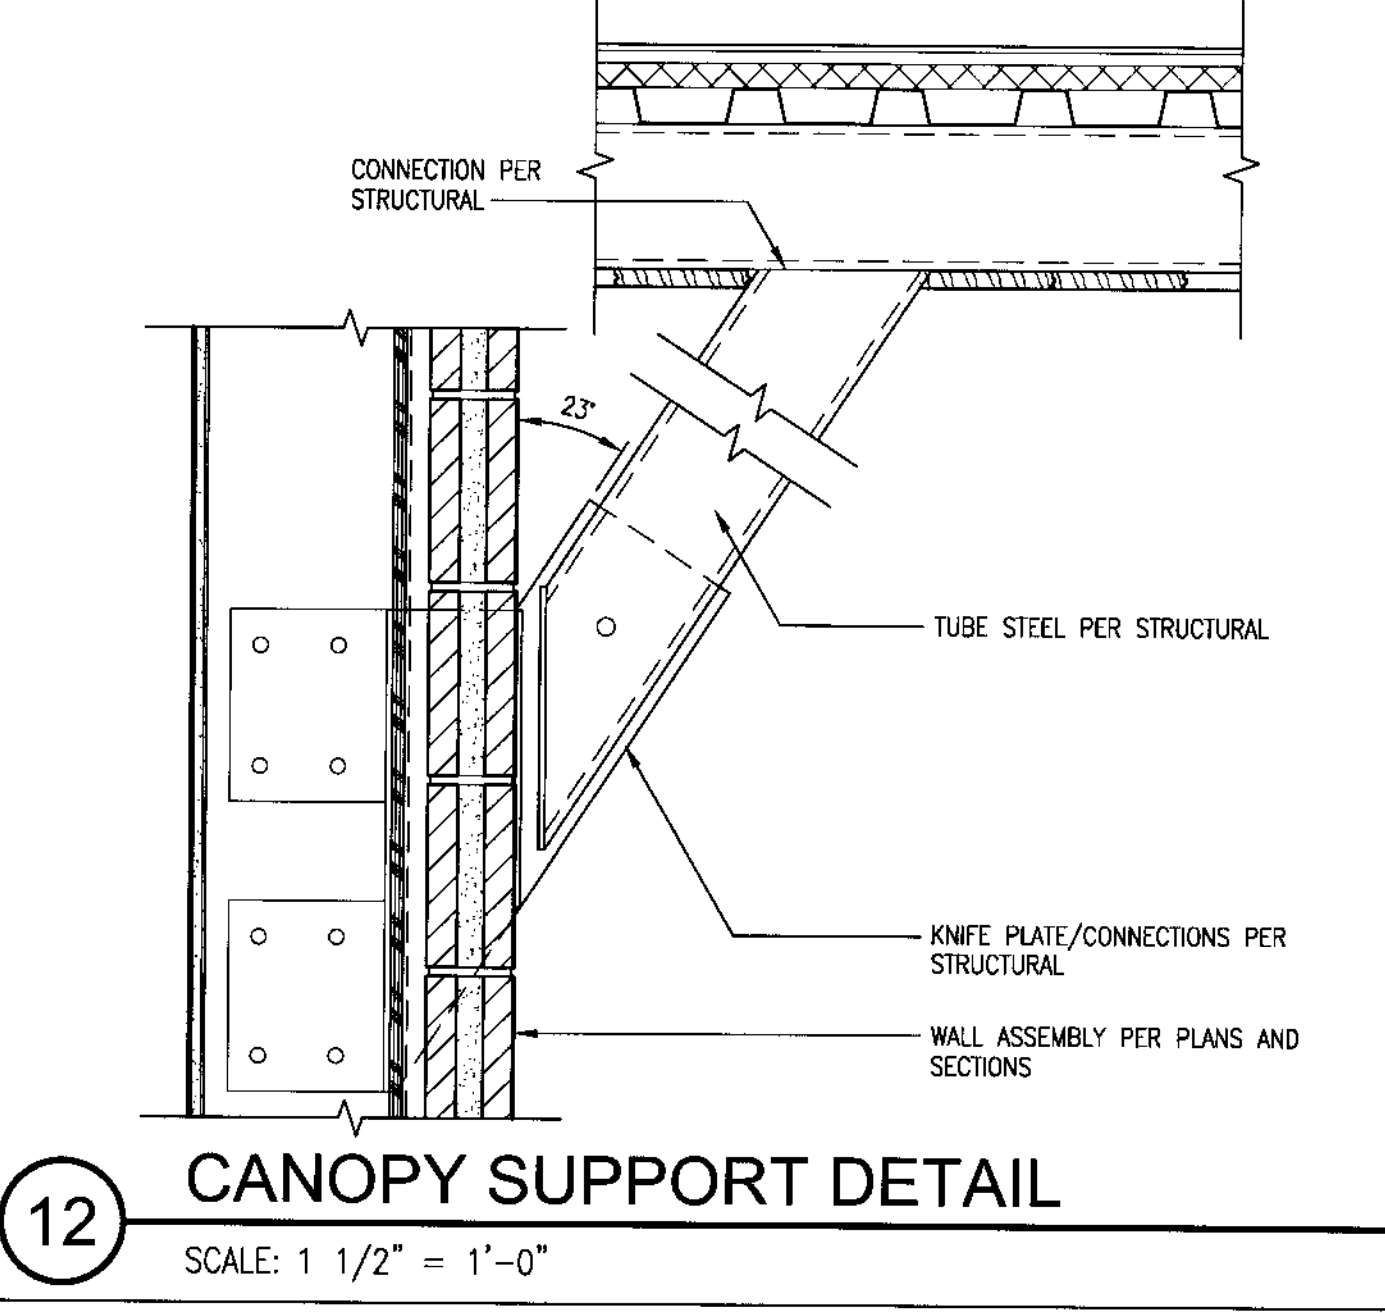 CONNECTION PER
STRUCTURAL
23°
TUBE STEEL PER STRUCTURAL
KNIFE PLATE/CONNECTIONS PER
STRUCTURAL
WALL ASSEMBLY PER PLANS AND
SECTIONS
12
CANOPY SUPPORT DETAIL
SCALE: 1 1/2" = 1'-0"